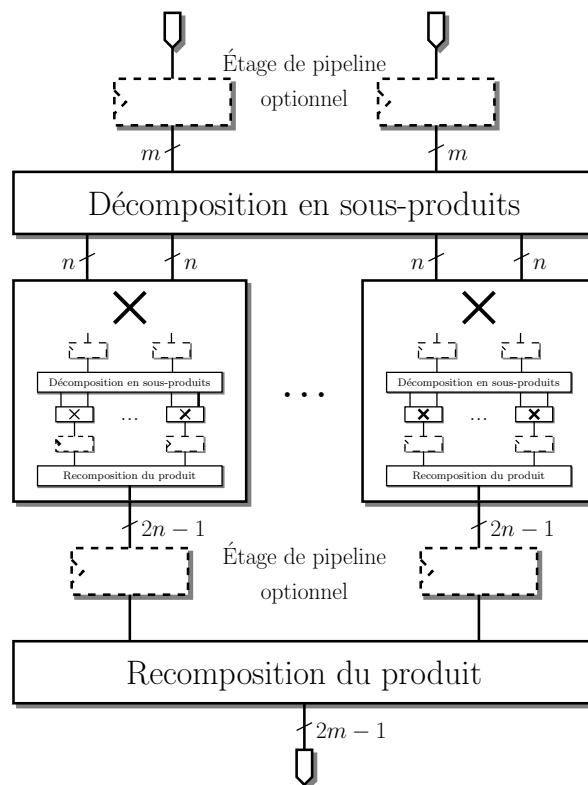 Étage de pipeline
optionnel
m m
Décomposition en sous-produits
n n n n
Décomposition en sous-produits Décomposition en sous-produits
... ...
...
Recomposition du produit Recomposition du produit
2n − 1 2n − 1
Étage de pipeline
optionnel
Recomposition du produit
2m − 1